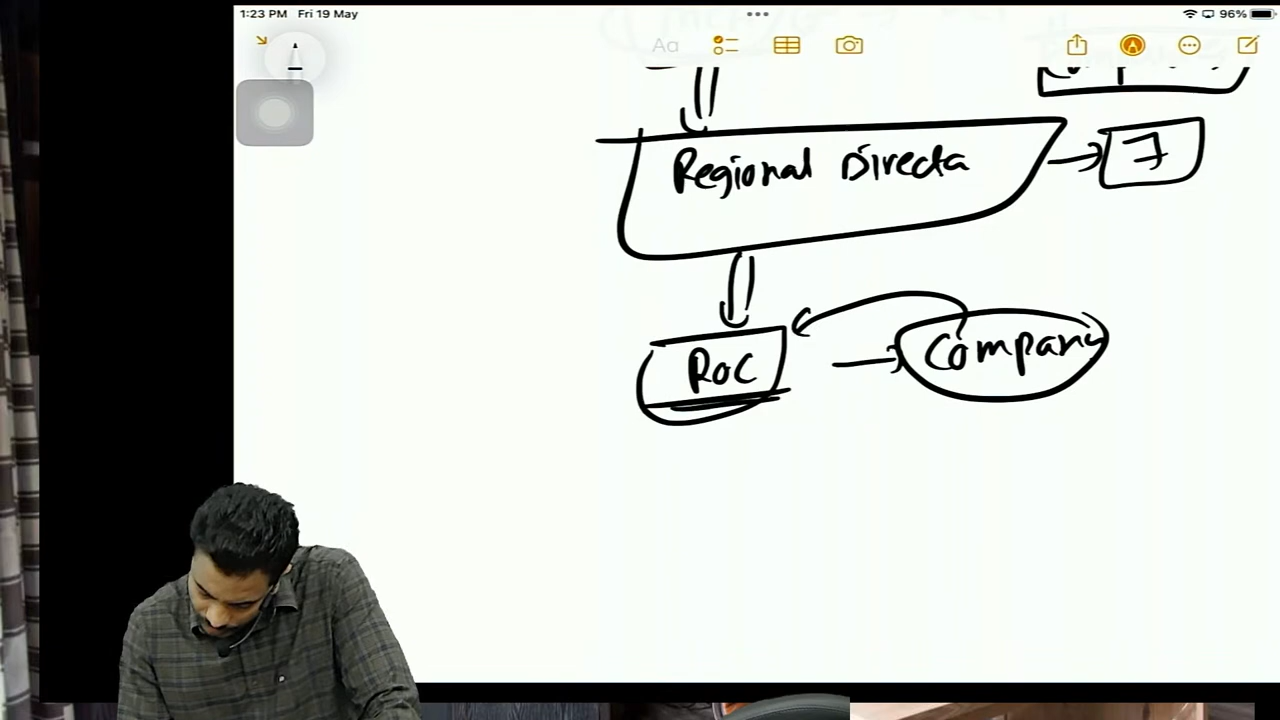 1:23 PM Fri 19 May
96%
Aa
Regional Directa
7
ROC
Company